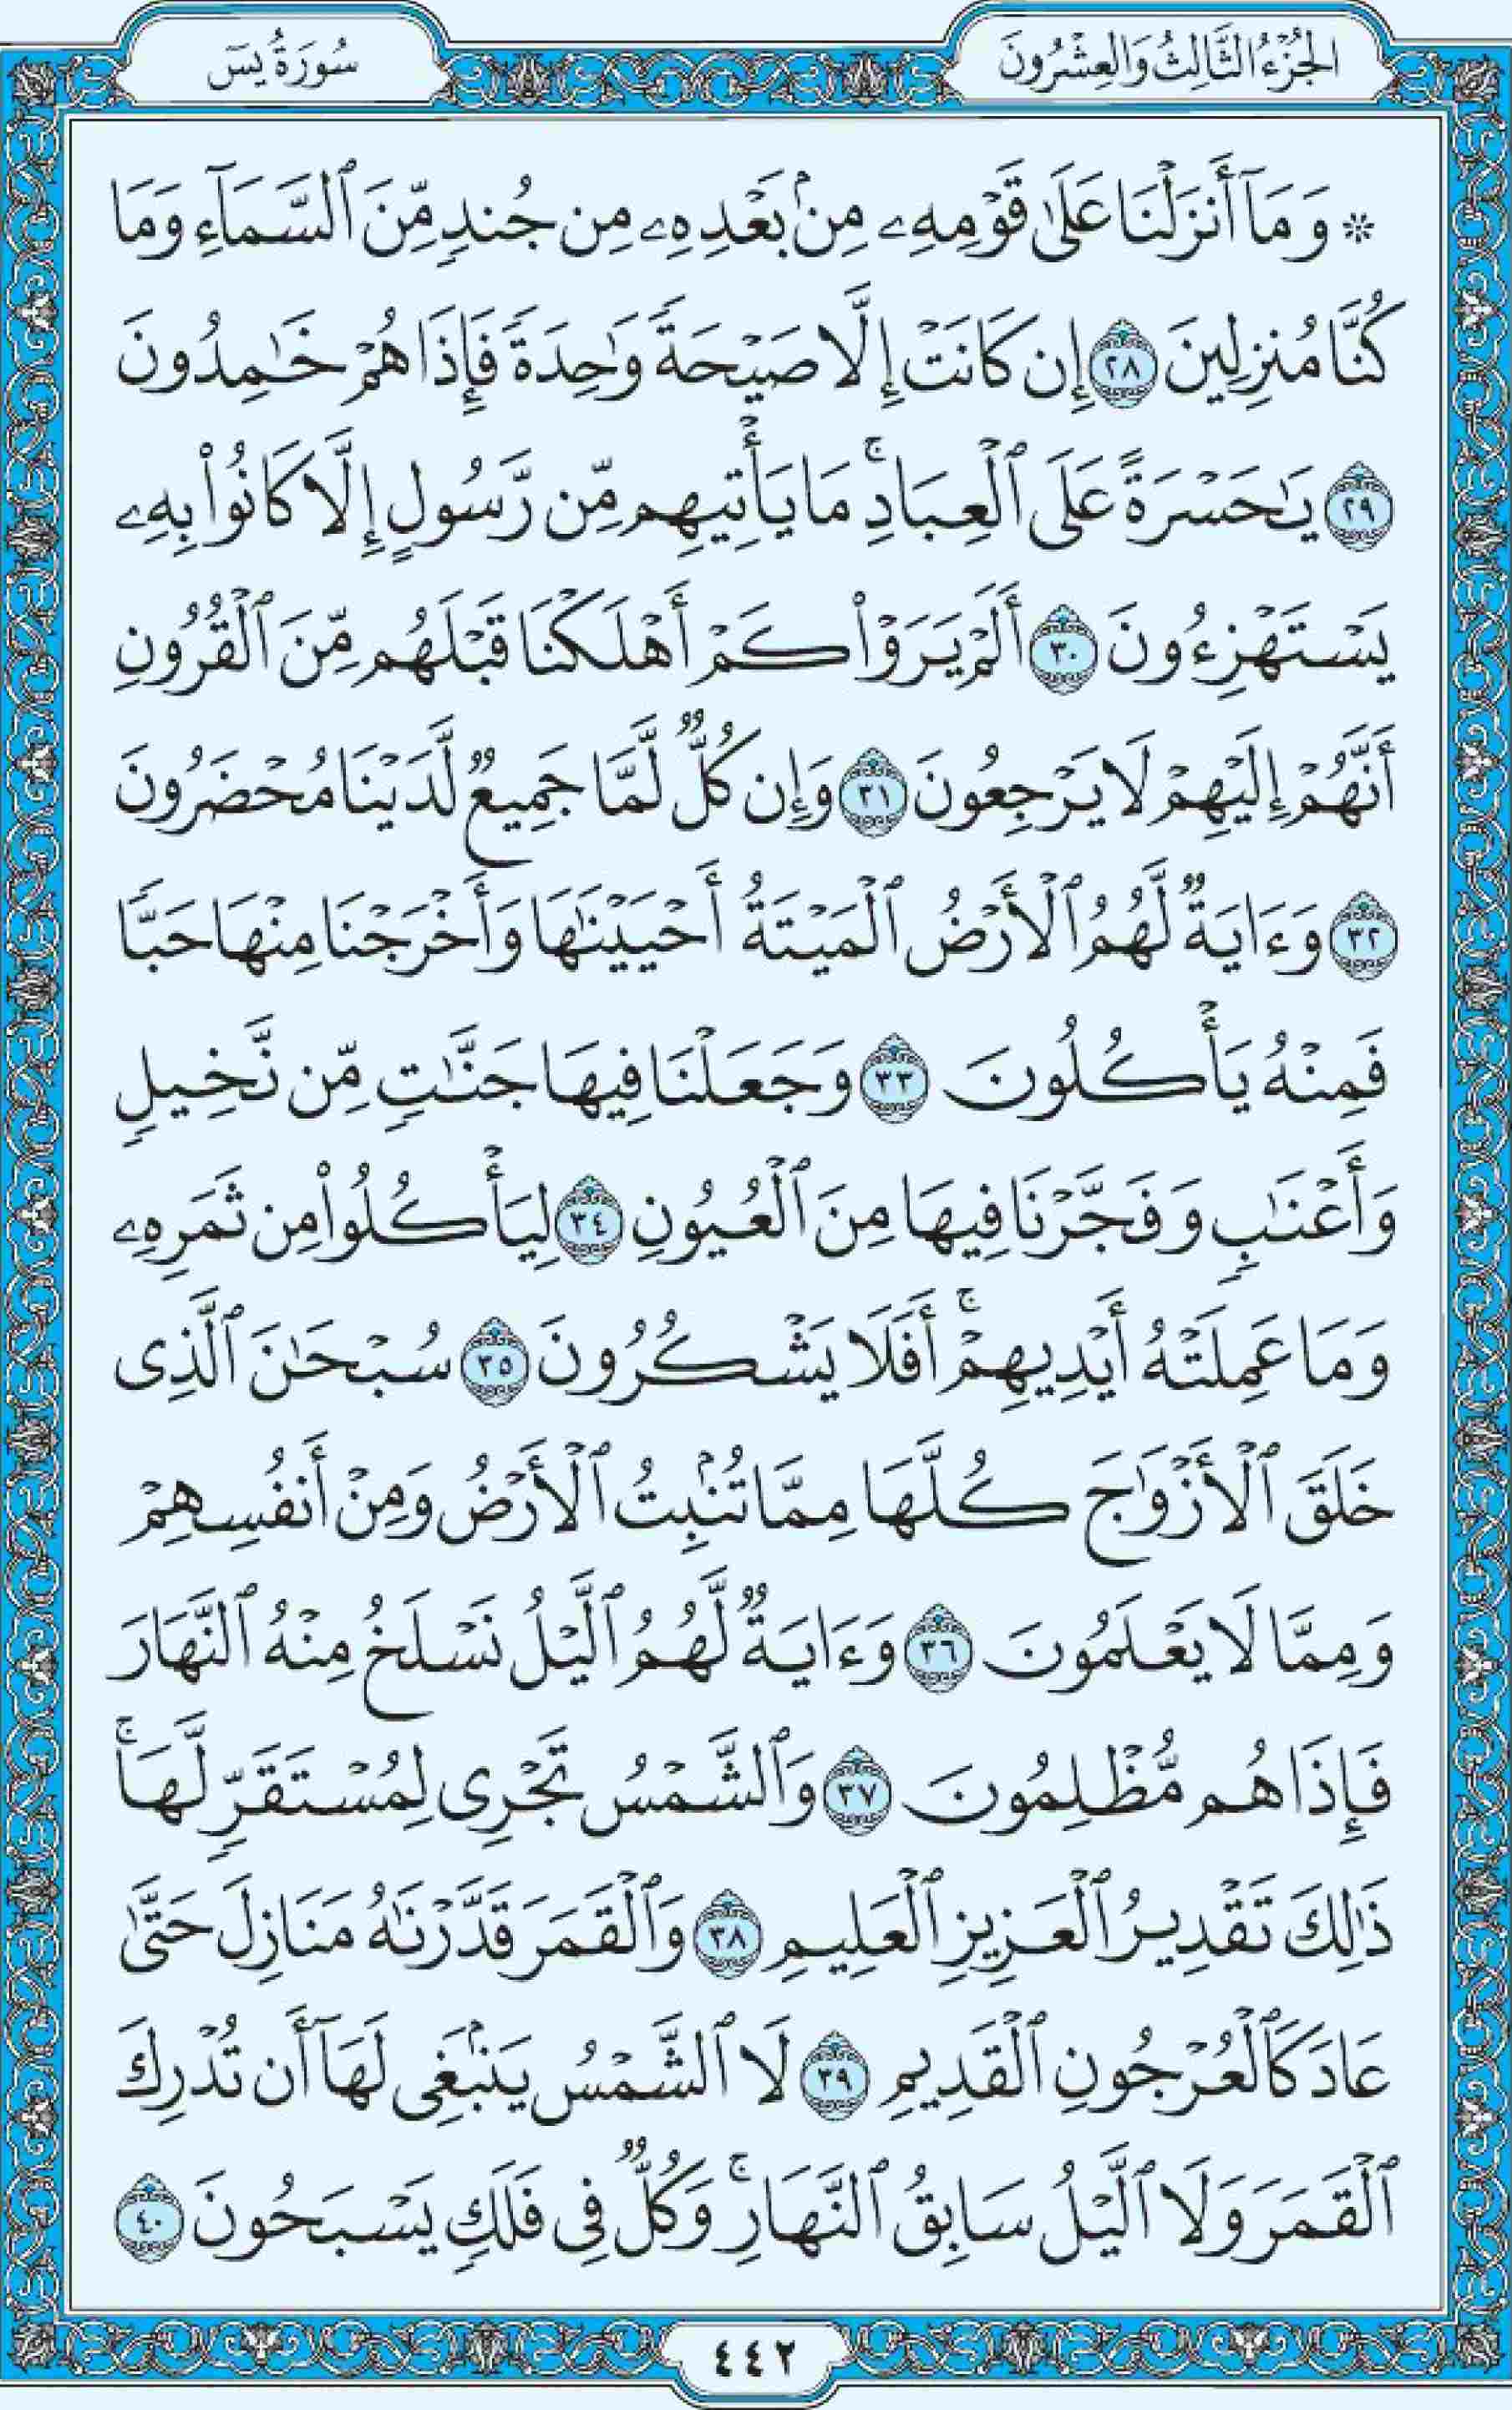 الجُزْءُ الثَّالِثُ وَالعِشْرُونَ
سُورَةُ يسٓ
۞ وَمَآ أَنزَلْنَا عَلَىٰ قَوْمِهِۦ مِنۢ بَعْدِهِۦ مِن جُندٍ مِّنَ ٱلسَّمَآءِ وَمَا
كُنَّا مُنزِلِينَ ٢٨ إِن كَانَتْ إِلَّا صَيْحَةً وَٰحِدَةً فَإِذَا هُمْ خَٰمِدُونَ
٢٩ يَٰحَسْرَةً عَلَى ٱلْعِبَادِ ۚ مَا يَأْتِيهِم مِّن رَّسُولٍ إِلَّا كَانُوا۟ بِهِۦ
يَسْتَهْزِءُونَ ٣٠ أَلَمْ يَرَوْا۟ كَمْ أَهْلَكْنَا قَبْلَهُم مِّنَ ٱلْقُرُونِ
أَنَّهُمْ إِلَيْهِمْ لَا يَرْجِعُونَ ٣١ وَإِن كُلٌّ لَّمَّا جَمِيعٌ لَّدَيْنَا مُحْضَرُونَ
٣٢ وَءَايَةٌ لَّهُمُ ٱلْأَرْضُ ٱلْمَيْتَةُ أَحْيَيْنَٰهَا وَأَخْرَجْنَا مِنْهَا حَبًّا
فَمِنْهُ يَأْكُلُونَ ٣٣ وَجَعَلْنَا فِيهَا جَنَّٰتٍ مِّن نَّخِيلٍ
وَأَعْنَٰبٍ وَفَجَّرْنَا فِيهَا مِنَ ٱلْعُيُونِ ٣٤ لِيَأْكُلُوا۟ مِن ثَمَرِهِۦ
وَمَا عَمِلَتْهُ أَيْدِيهِمْ ۚ أَفَلَا يَشْكُرُونَ ٣٥ سُبْحَٰنَ ٱلَّذِى
خَلَقَ ٱلْأَزْوَٰجَ كُلَّهَا مِمَّا تُنۢبِتُ ٱلْأَرْضُ وَمِنْ أَنفُسِهِمْ
وَمِمَّا لَا يَعْلَمُونَ ٣٦ وَءَايَةٌ لَّهُمُ ٱلَّيْلُ نَسْلَخُ مِنْهُ ٱلنَّهَارَ
فَإِذَا هُم مُّظْلِمُونَ ٣٧ وَٱلشَّمْسُ تَجْرِى لِمُسْتَقَرٍّ لَّهَا ۚ
ذَٰلِكَ تَقْدِيرُ ٱلْعَزِيزِ ٱلْعَلِيمِ ٣٨ وَٱلْقَمَرَ قَدَّرْنَٰهُ مَنَازِلَ حَتَّىٰ
عَادَ كَٱلْعُرْجُونِ ٱلْقَدِيمِ ٣٩ لَا ٱلشَّمْسُ يَنۢبَغِى لَهَآ أَن تُدْرِكَ
ٱلْقَمَرَ وَلَا ٱلَّيْلُ سَابِقُ ٱلنَّهَارِ ۚ وَكُلٌّ فِى فَلَكٍ يَسْبَحُونَ ٤٠
٤٤٢